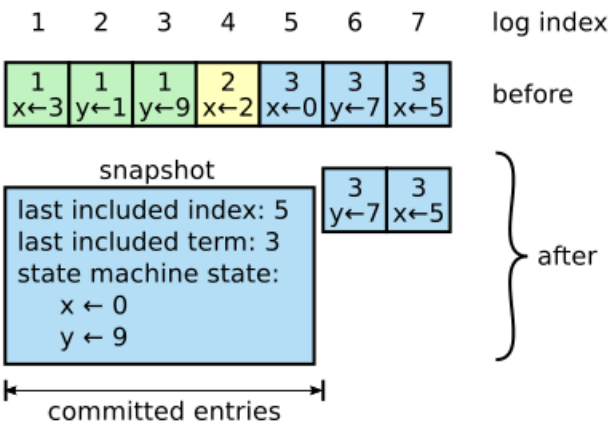 1 2 3 4 5 6 7 log index
1 1 1 2 3 3 3
x←3 y←1 y←9 x←2 x←0 y←7 x←5
before
snapshot
last included index: 5
last included term: 3
state machine state:
x ← 0
y ← 9
3 3
y←7 x←5
after
committed entries